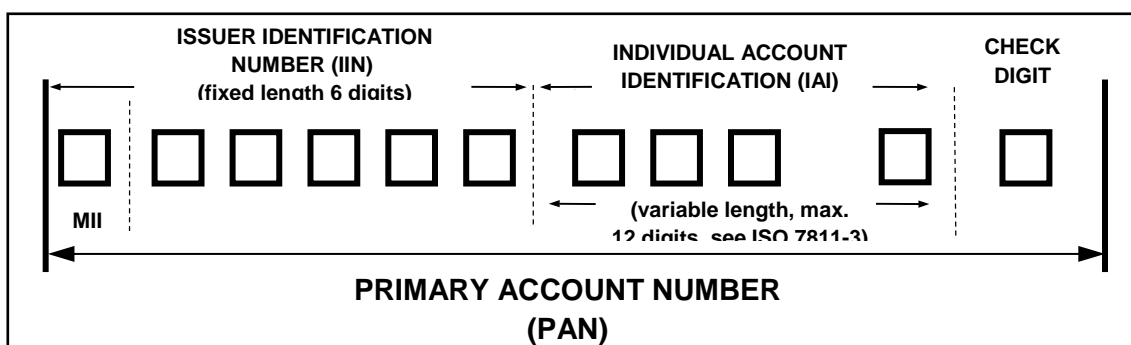 ISSUER IDENTIFICATION
NUMBER (IIN)
(fixed length 6 digits)
INDIVIDUAL ACCOUNT
IDENTIFICATION (IAI)
CHECK
DIGIT
MII
(variable length, max.
12 digits, see ISO 7811-3)
PRIMARY ACCOUNT NUMBER
(PAN)